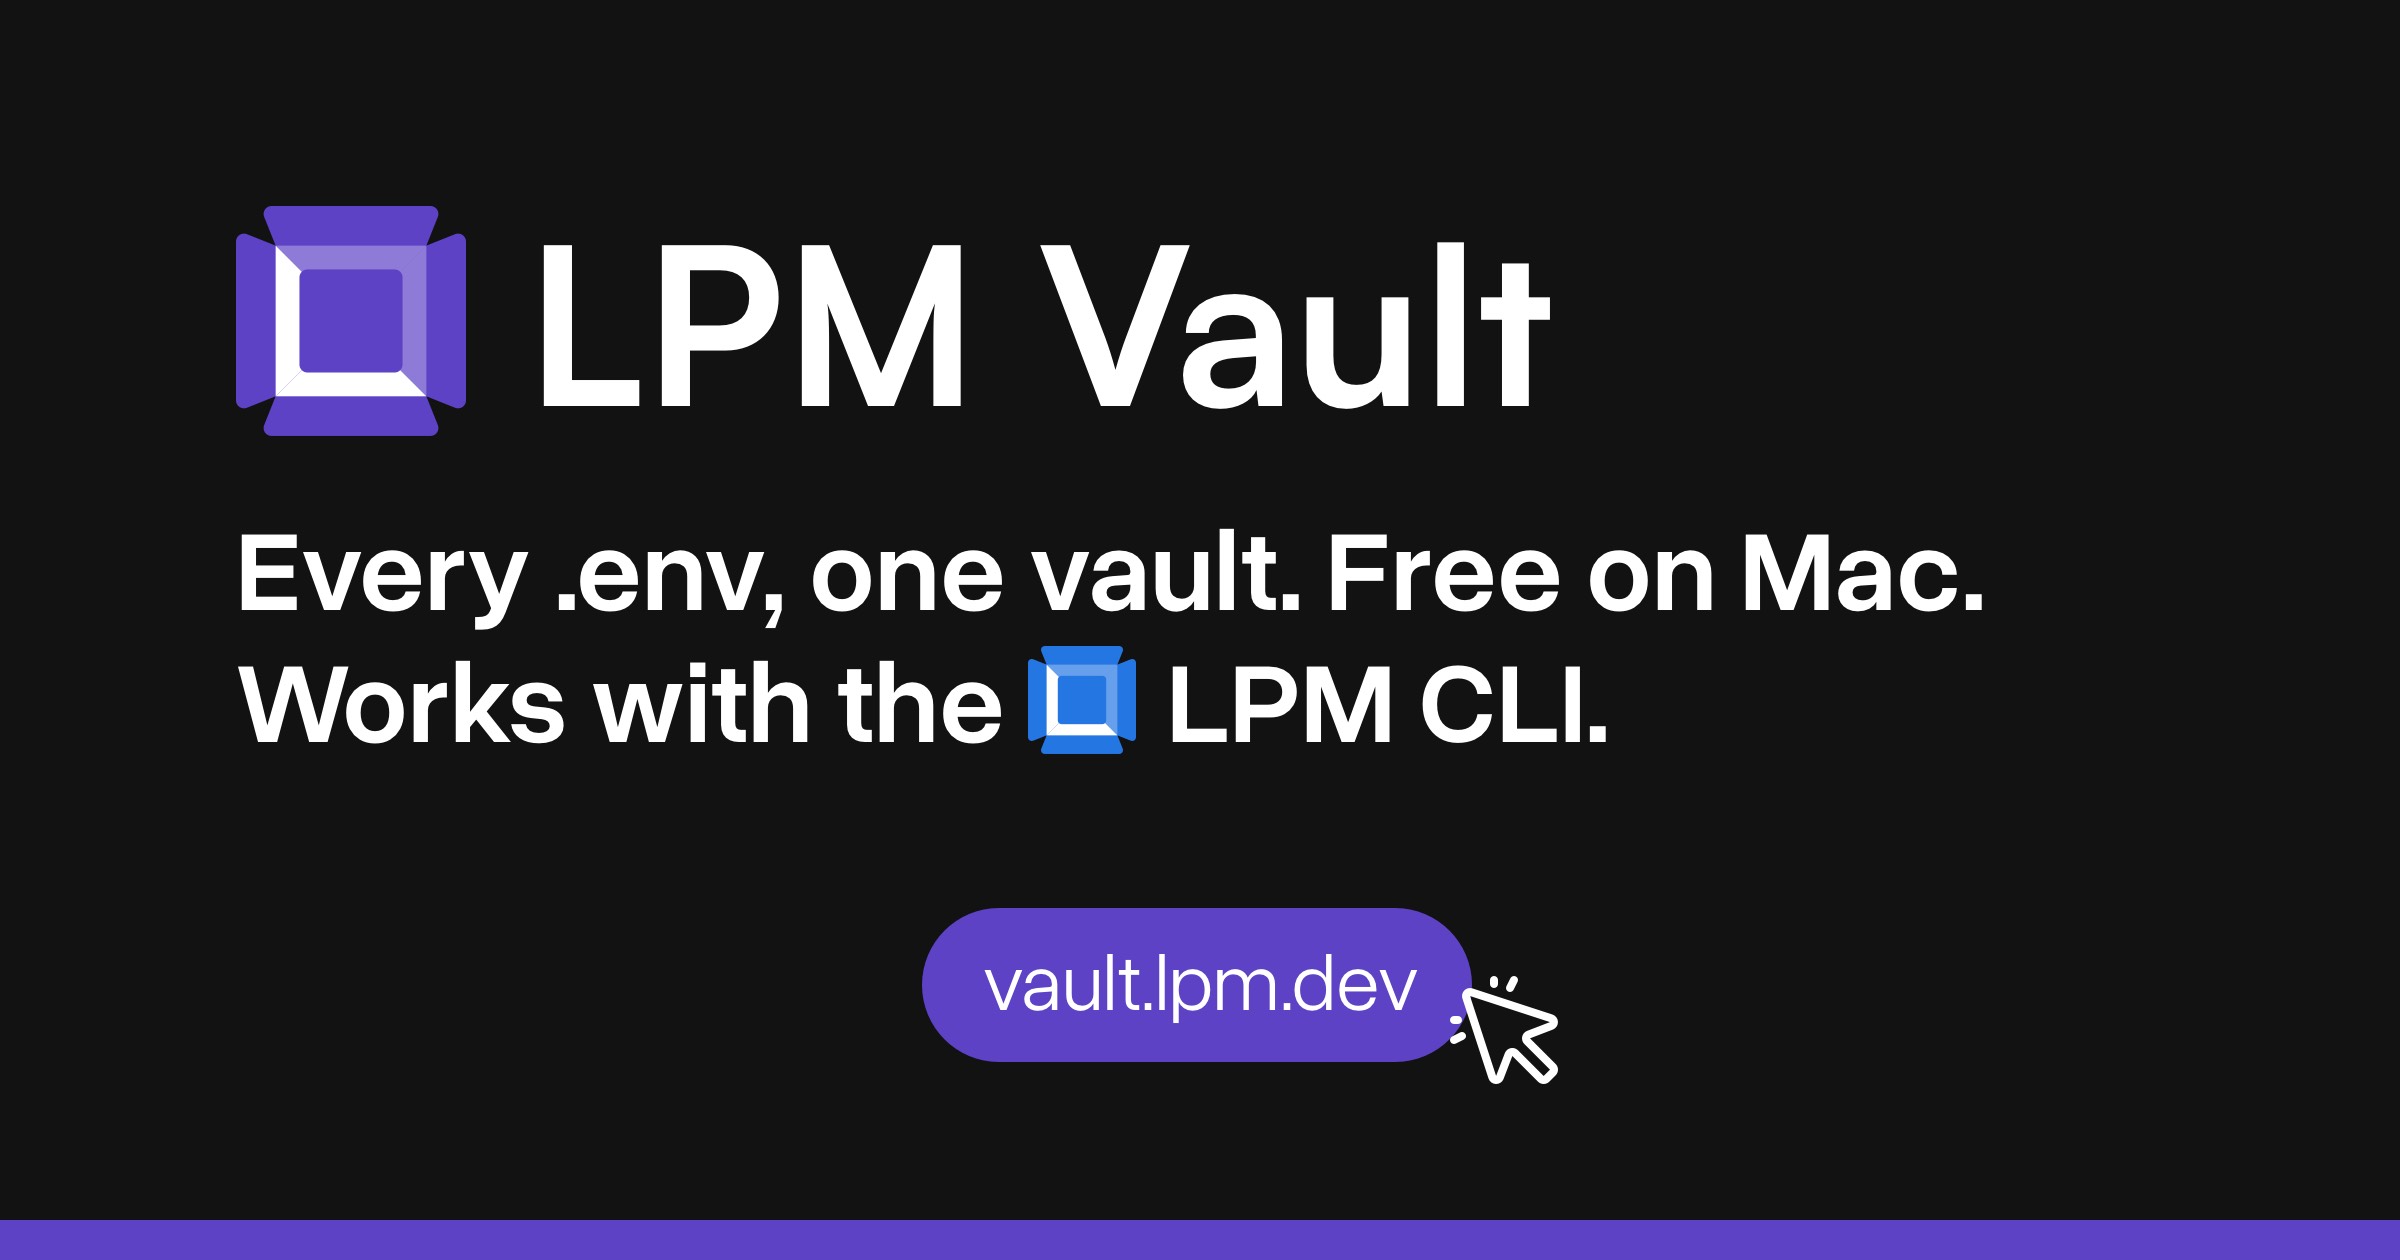 LPM Vault
Every .env, one vault. Free on Mac.
Works with the LPM CLI.
vault.lpm.dev